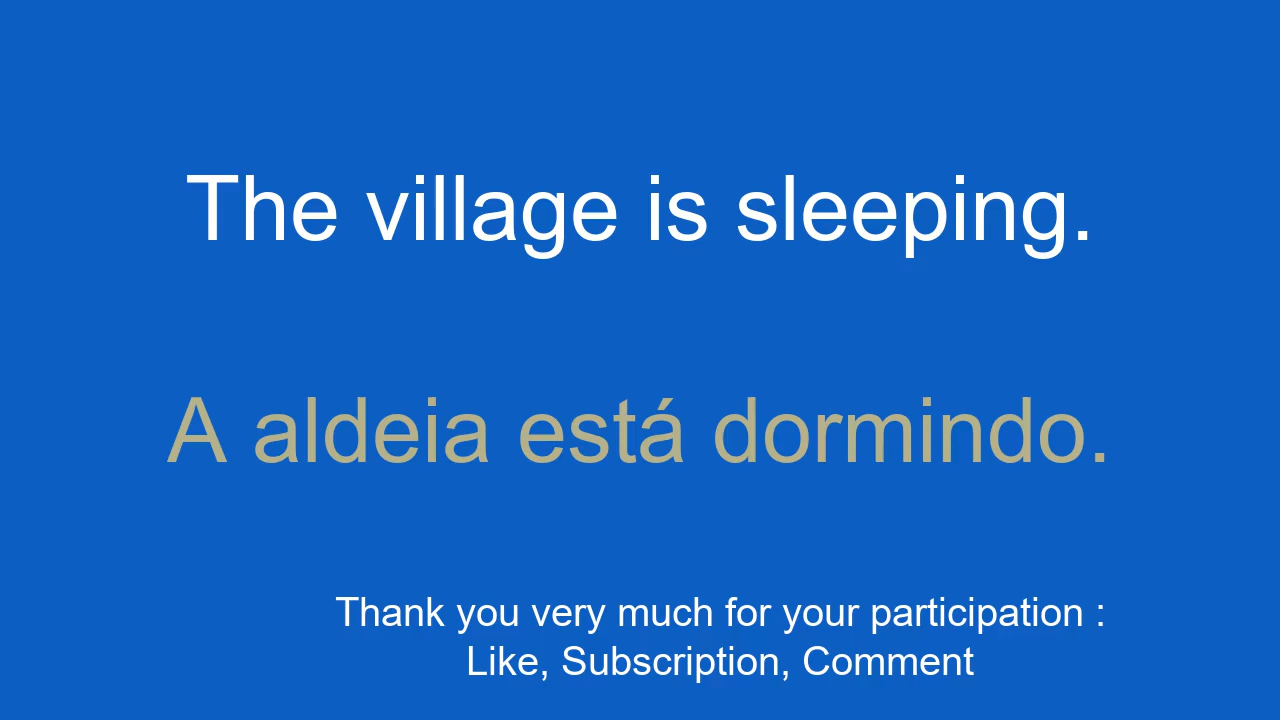 The village is sleeping.
A aldeia está dormindo.
Thank you very much for your participation :
Like, Subscription, Comment